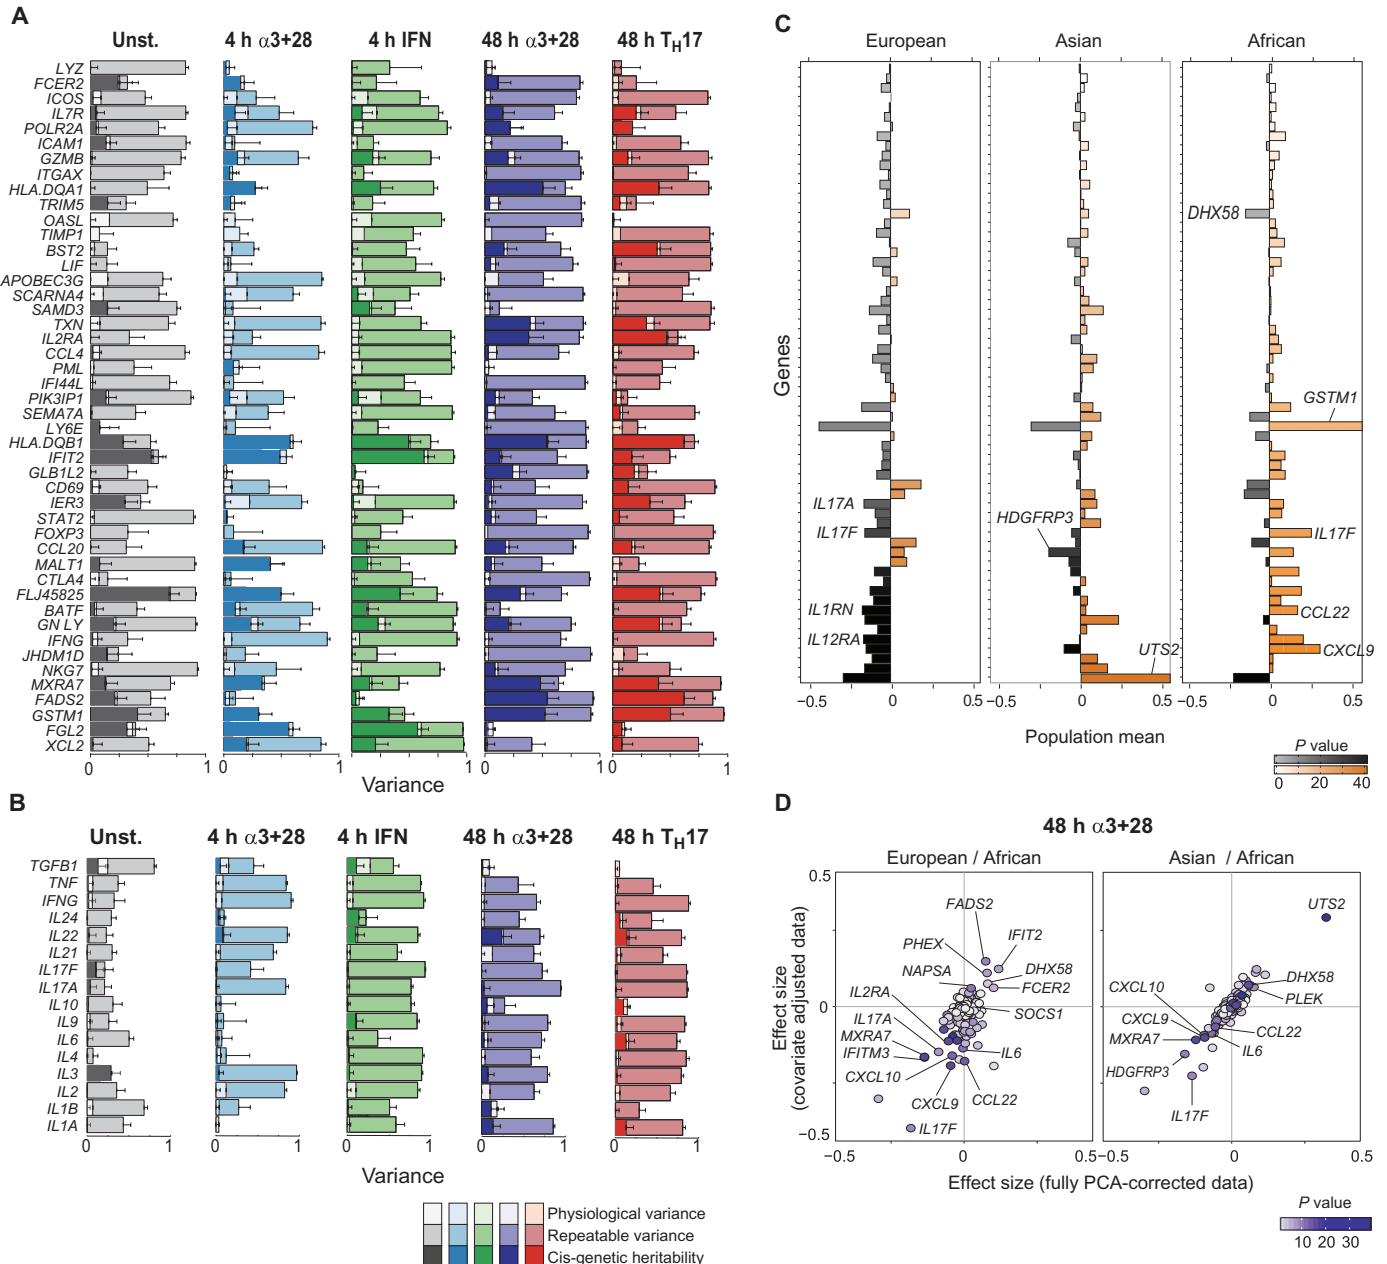 A
Unst.
4 h α3+28
4 h IFN
48 h α3+28
48 h TH17
LYZ
FCER2
ICOS
IL7R
POLR2A
ICAM1
GZMB
ITGAX
HLA.DQA1
TRIM5
OASL
TIMP1
BST2
LIF
APOBEC3G
SCARNA4
SAMD3
TXN
IL2RA
CCL4
PML
IFI44L
PIK3IP1
SEMA7A
LY6E
HLA.DQB1
IFIT2
GLB1L2
CD69
IER3
STAT2
FOXP3
CCL20
MALT1
CTLA4
FLJ45825
BATF
GN LY
IFNG
JHDM1D
NKG7
MXRA7
FADS2
GSTM1
FGL2
XCL2
0 1 0 1 0 1 0 1 0 1
Variance
B
Unst.
4 h α3+28
4 h IFN
48 h α3+28
48 h TH17
TGFB1
TNF
IFNG
IL24
IL22
IL21
IL17F
IL17A
IL10
IL9
IL6
IL4
IL3
IL2
IL1B
IL1A
0 1 0 1 0 1 0 1 0 1
Variance
Physiological variance
Repeatable variance
Cis-genetic heritability
C
European
Asian
African
Genes
DHX58
GSTM1
IL17A
HDGFRP3
IL17F
IL17F
IL1RN
CCL22
IL12RA
UTS2
CXCL9
−0.5 0 0.5
−0.5 0 0.5
−0.5 0 0.5
Population mean
P value
0 20 40
D
48 h α3+28
European / African
Asian / African
0.5
0
−0.5
Effect size
(covariate adjusted data)
FADS2
IFIT2
PHEX
DHX58
NAPSA
FCER2
IL2RA
SOCS1
IL17A
MXRA7
IL6
IFITM3
CXCL10
CXCL9
CCL22
IL17F
UTS2
DHX58
CXCL10
PLEK
CXCL9
CCL22
MXRA7
IL6
HDGFRP3
IL17F
−0.5 0 0.5
−0.5 0 0.5
Effect size (fully PCA-corrected data)
P value
10 20 30